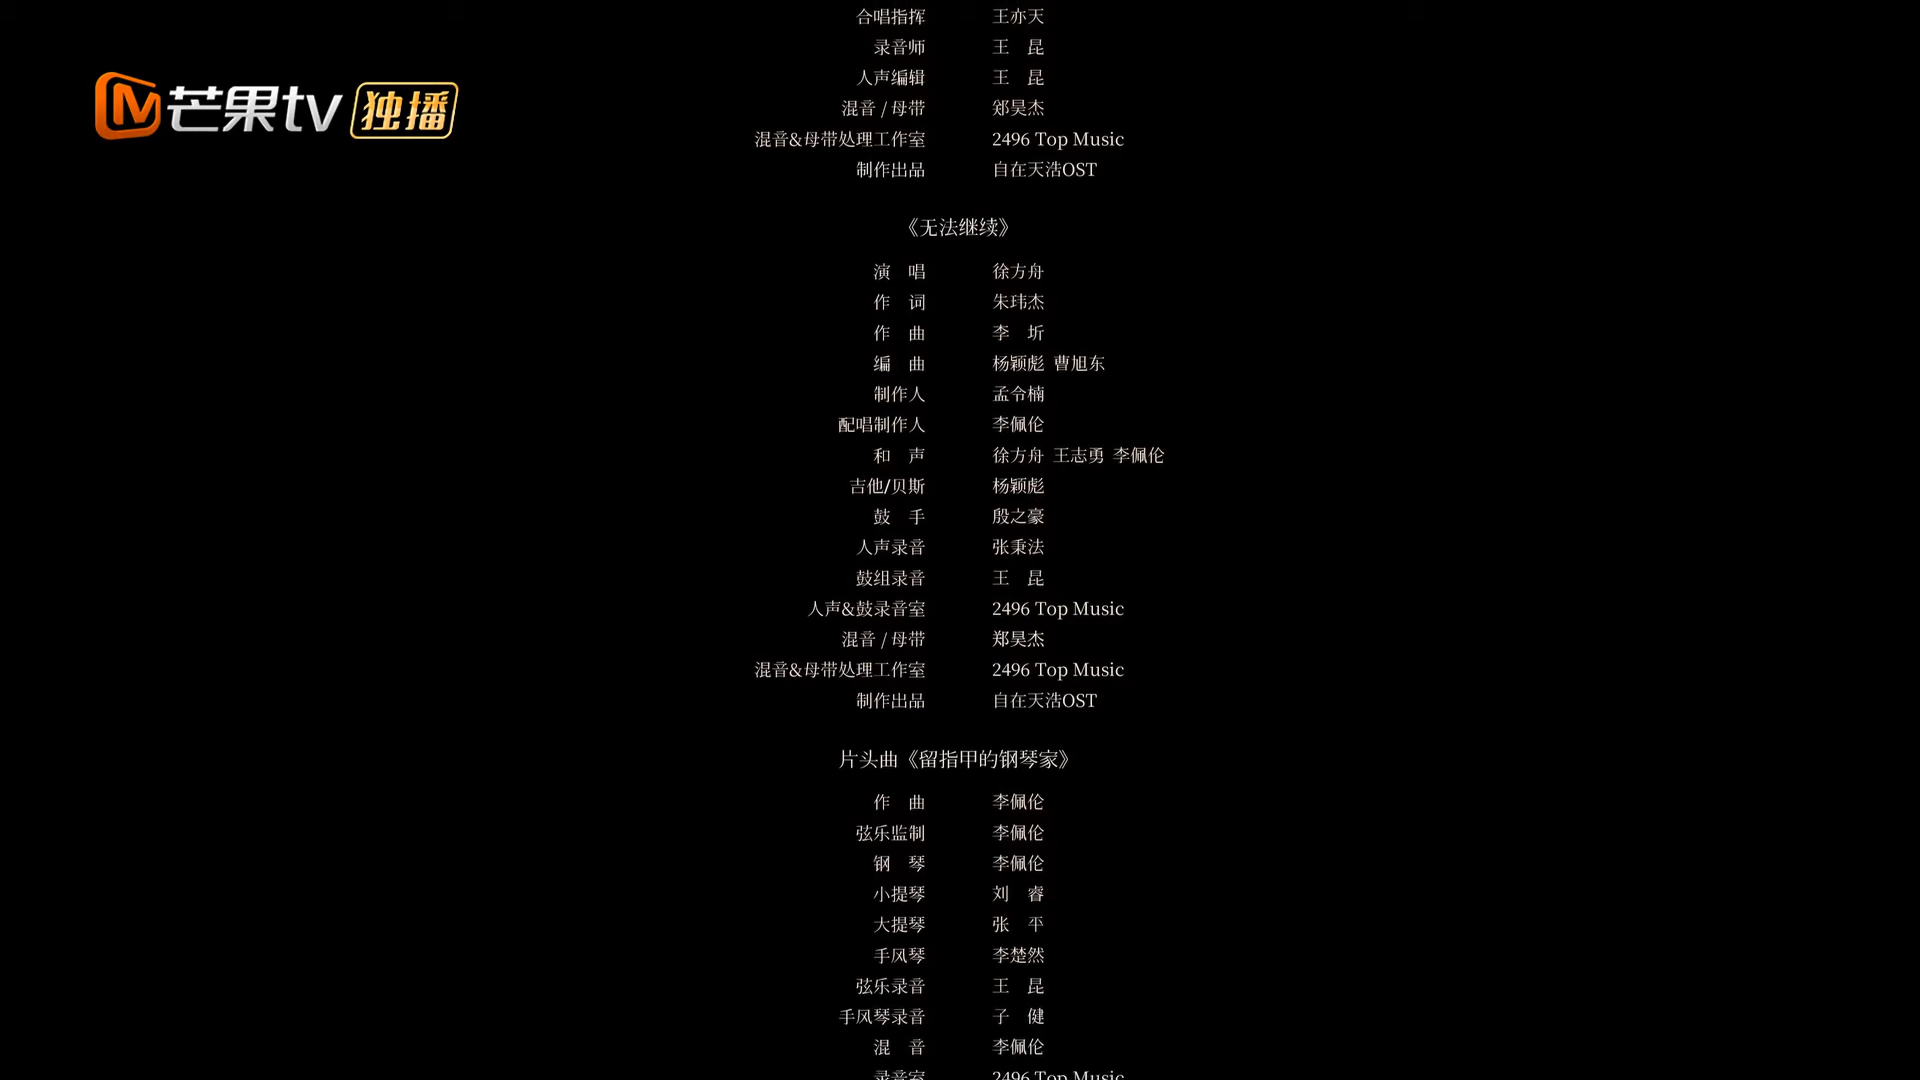 合唱指挥 王亦天
录音师 王 昆
人声编辑 王 昆
混音 / 母带 郑昊杰
混音&母带处理工作室 2496 Top Music
制作出品 自在天浩OST
芒果tv 独播
《无法继续》
演 唱 徐方舟
作 词 朱玮杰
作 曲 李 圻
编 曲 杨颖彪 曹旭东
制作人 孟令楠
配唱制作人 李佩伦
和 声 徐方舟 王志勇 李佩伦
吉他/贝斯 杨颖彪
鼓 手 殷之豪
人声录音 张秉法
鼓组录音 王 昆
人声&鼓录音室 2496 Top Music
混音 / 母带 郑昊杰
混音&母带处理工作室 2496 Top Music
制作出品 自在天浩OST
片头曲《留指甲的钢琴家》
作 曲 李佩伦
弦乐监制 李佩伦
钢 琴 李佩伦
小提琴 刘 睿
大提琴 张 平
手风琴 李楚然
弦乐录音 王 昆
手风琴录音 子 健
混 音 李佩伦
录音室 2496 Top Music